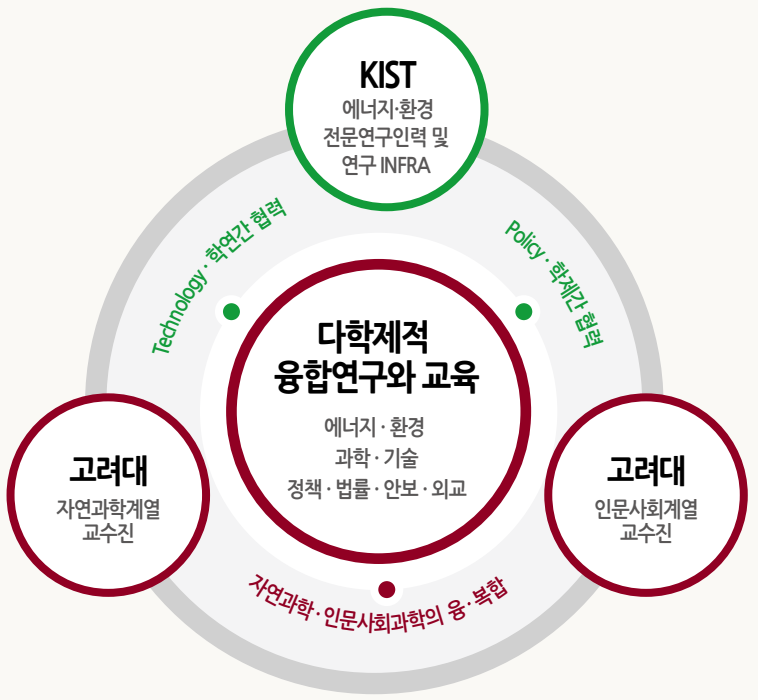 KIST
에너지·환경
전문연구인력 및
연구 INFRA
Technology · 학연간 협력
Policy · 학제간 협력
다학제적
융합연구와 교육
에너지 · 환경
과학 · 기술
정책 · 법률 · 안보 · 외교
고려대
자연과학계열
교수진
고려대
인문사회계열
교수진
자연과학 · 인문사회과학의 융·복합